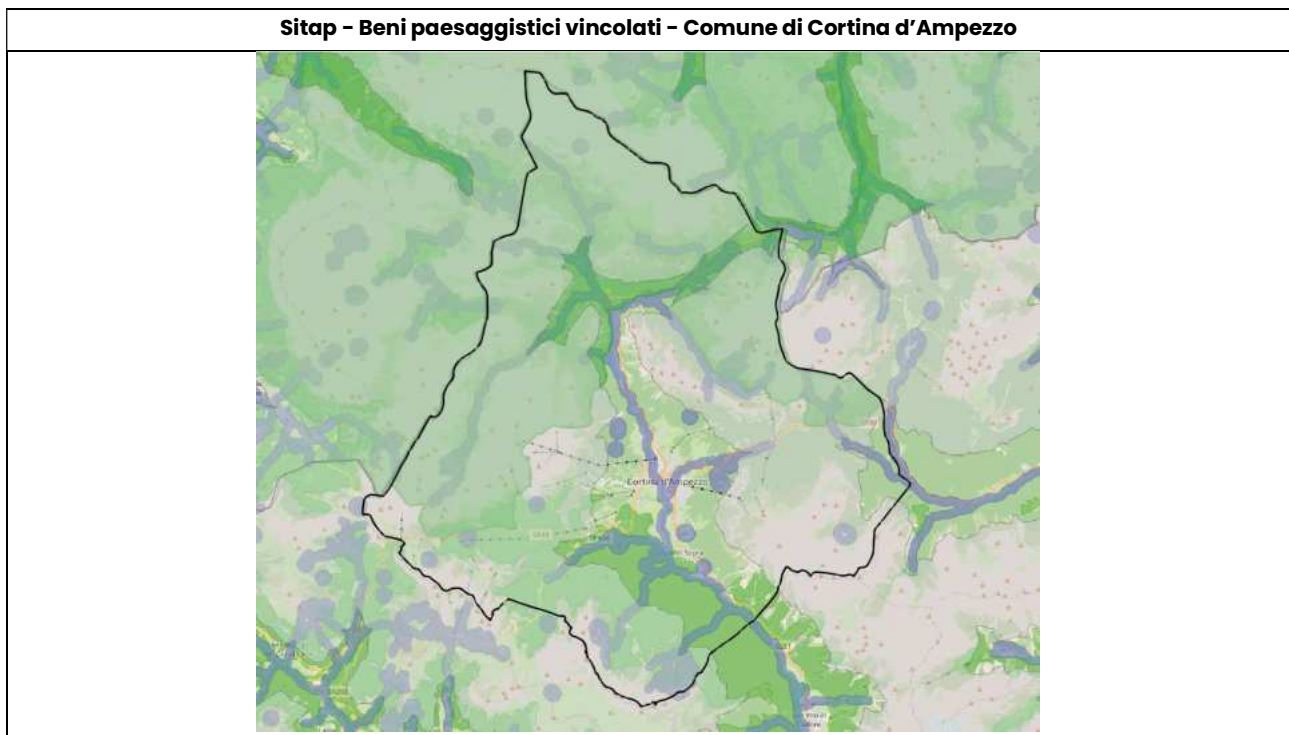 Sitap - Beni paesaggistici vincolati - Comune di Cortina d'Ampezzo
Cortina d'Ampezzo